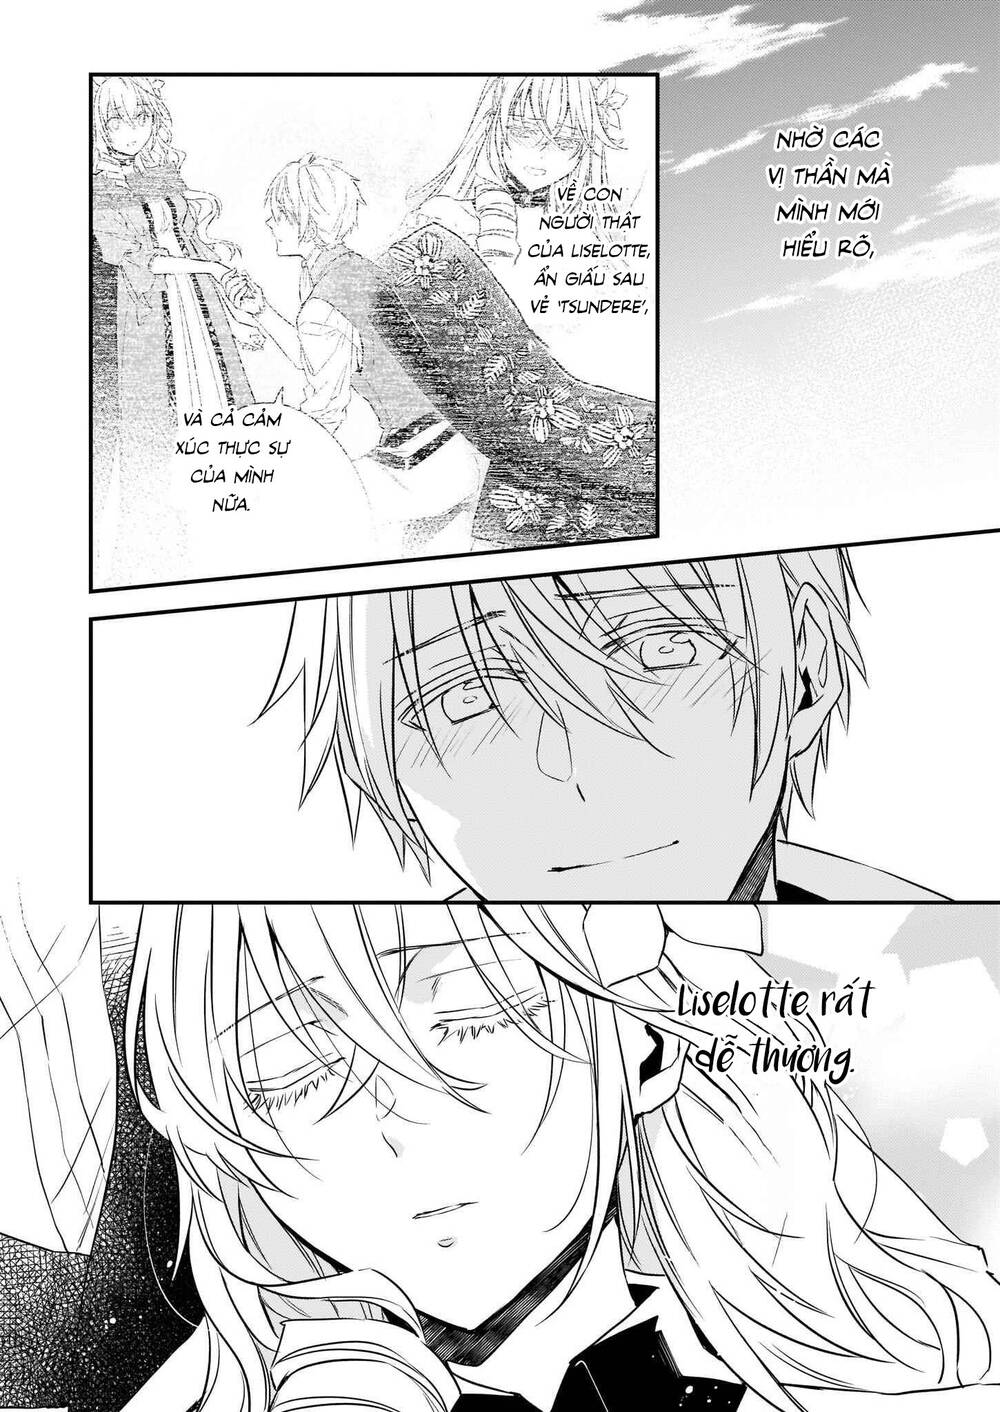 NHỜ CÁC
VỊ THẦN MÀ
MÌNH MỚI
HIỂU RÕ,
VỀ CON
NGƯỜI THẬT
CỦA LISELOTTE,
ẨN GIẤU SAU
VẺ 'TSUNDERE',
VÀ CẢ CẢM
XÚC THỰC SỰ
CỦA MÌNH
NỮA.
Liselotte rất
dễ thương.